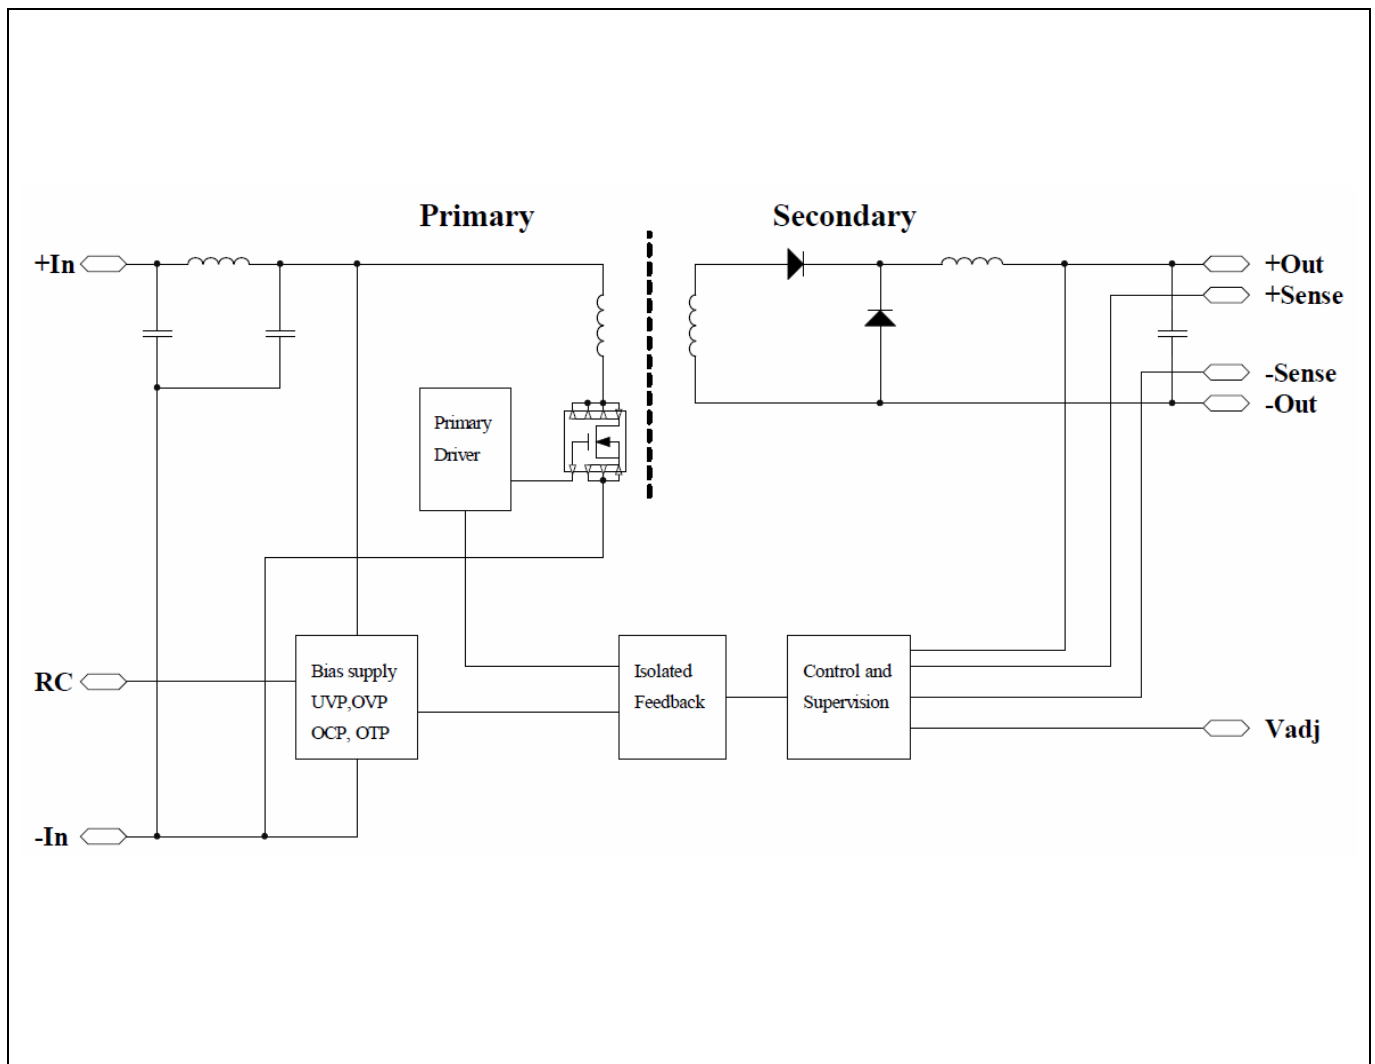 Primary
Secondary
+In
+Out
+Sense
-Sense
-Out
Primary
Driver
RC
Bias supply
UVP,OVP
OCP, OTP
Isolated
Feedback
Control and
Supervision
Vadj
-In